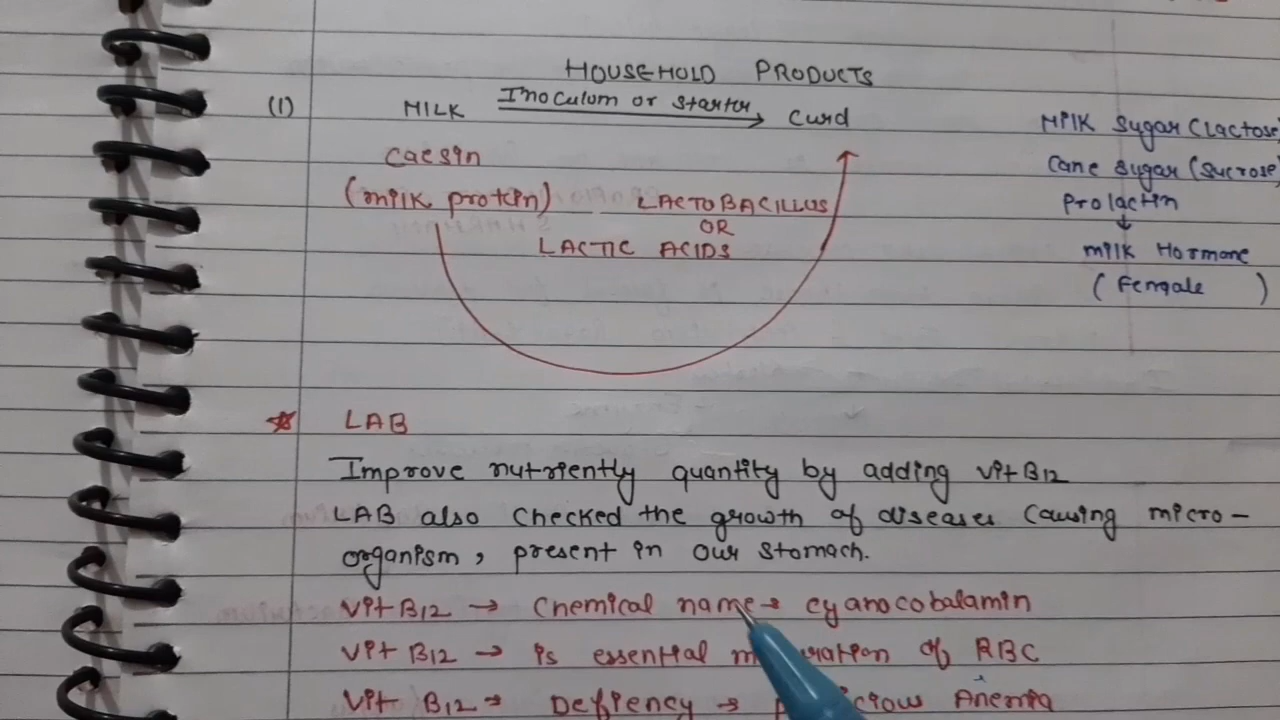 HOUSEHOLD PRODUCTS
(1) MILK Inoculum or starter curd
caesin
(milk protein) LACTOBACILLUS
OR
LACTIC ACIDS
Milk Sugar (Lactose)
Cane Sugar (Sucrose)
Prolactin
↓
milk Hormone
(Female )
LAB
Improve nutriently quantity by adding vit B12
LAB also checked the growth of diseases causing micro-
organism, present in our stomach.
Vit B12 → Chemical name → cyanocobalamin
Vit B12 → is essential of RBC
Vit B12 → Defiency → Anemia